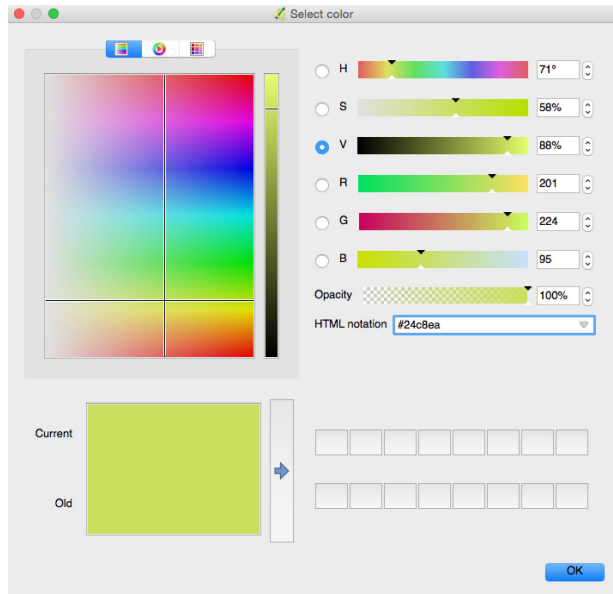 Select color
H 71°
S 58%
V 88%
R 201
G 224
B 95
Opacity 100%
HTML notation #24c8ea
Current
Old
OK